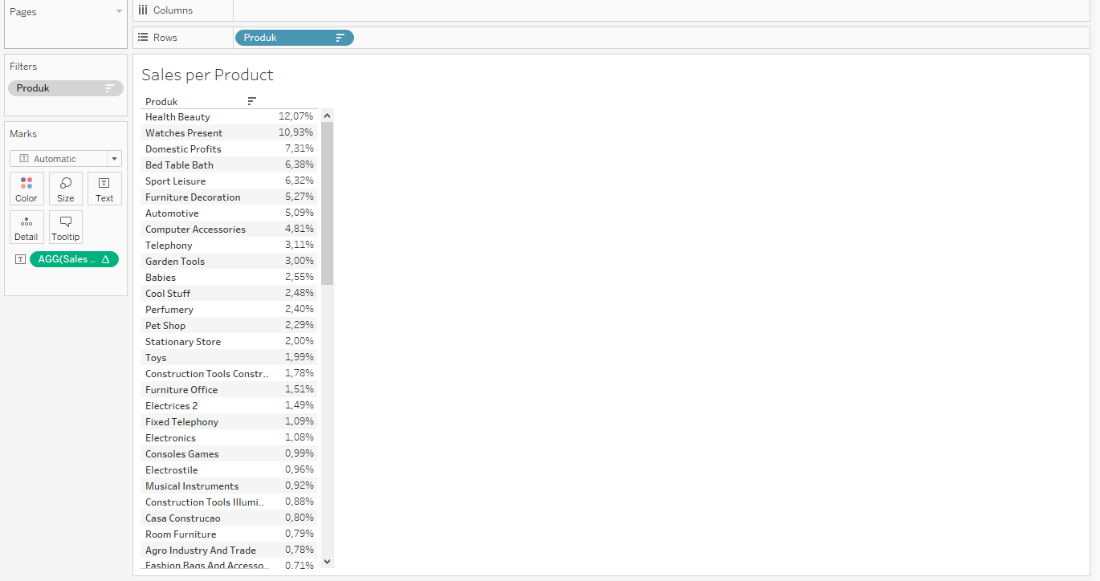 Pages
Columns
Rows
Produk
Filters
Produk
Marks
Automatic
Color
Size
Text
Detail
Tooltip
AGG(Sales ..
Sales per Product
Produk
Health Beauty 12,07%
Watches Present 10,93%
Domestic Profits 7,31%
Bed Table Bath 6,38%
Sport Leisure 6,32%
Furniture Decoration 5,27%
Automotive 5,09%
Computer Accessories 4,81%
Telephony 3,11%
Garden Tools 3,00%
Babies 2,55%
Cool Stuff 2,48%
Perfumery 2,40%
Pet Shop 2,29%
Stationary Store 2,00%
Toys 1,99%
Construction Tools Constr.. 1,78%
Furniture Office 1,51%
Electrices 2 1,49%
Fixed Telephony 1,09%
Electronics 1,08%
Consoles Games 0,99%
Electrostile 0,96%
Musical Instruments 0,92%
Construction Tools Illumi.. 0,88%
Casa Construcao 0,80%
Room Furniture 0,79%
Agro Industry And Trade 0,78%
Fashion Bags And Accesso.. 0,71%